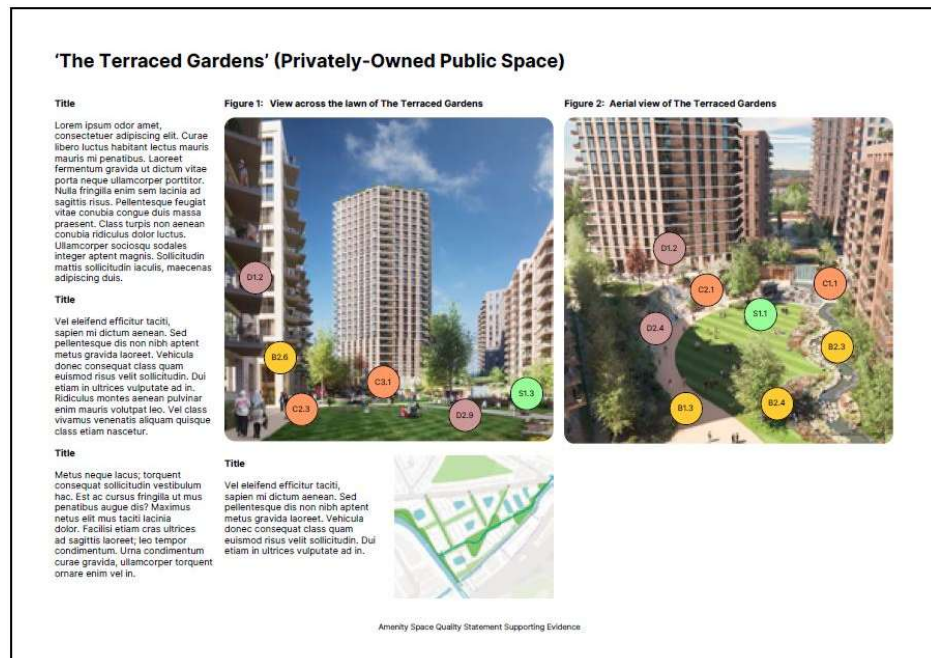 ‘The Terraced Gardens’ (Privately-Owned Public Space)
Title
Lorem ipsum odor amet,
consectetuer adipiscing elit. Curae
libero luctus habitant lectus mauris
mauris mi penatibus. Laoreet
fermentum gravida ut dictum vitae
porta neque ullamcorper porttitor.
Nulla fringilla enim sem lacinia ad
sagittis risus. Pellentesque feugiat
vitae conubia congue duis massa
praesent. Class turpis non aenean
conubia ridiculus dolor luctus.
Ullamcorper sociosqu sodales
integer aptent magnis. Sollicitudin
mattis sollicitudin iaculis, maecenas
adipiscing duis.
Title
Vel eleifend efficitur taciti,
sapien mi dictum aenean. Sed
pellentesque dis non nibh aptent
metus gravida laoreet. Vehicula
donec consequat class quam
euismod risus velit sollicitudin. Dui
etiam in ultrices vulputate ad in.
Ridiculus montes aenean pulvinar
enim mauris volutpat leo. Vel class
vivamus venenatis aliquam quisque
class etiam nascetur.
Title
Metus neque lacus; torquent
consequat sollicitudin vestibulum
hac. Est ac cursus fringilla ut mus
penatibus augue dis? Maximus
netus elit mus taciti lacinia
dolor. Facilisi etiam cras ultrices
ad sagittis laoreet; leo tempor
condimentum. Urna condimentum
curae gravida, ullamcorper torquent
ornare enim vel in.
Figure 1: View across the lawn of The Terraced Gardens
D1.2
B2.6
C3.1
C2.3
D2.9
S1.3
Title
Vel eleifend efficitur taciti,
sapien mi dictum aenean. Sed
pellentesque dis non nibh aptent
metus gravida laoreet. Vehicula
donec consequat class quam
euismod risus velit sollicitudin. Dui
etiam in ultrices vulputate ad in.
Figure 2: Aerial view of The Terraced Gardens
D1.2
C2.1
C1.1
S1.1
D2.4
B2.3
B1.3
B2.4
Amenity Space Quality Statement Supporting Evidence